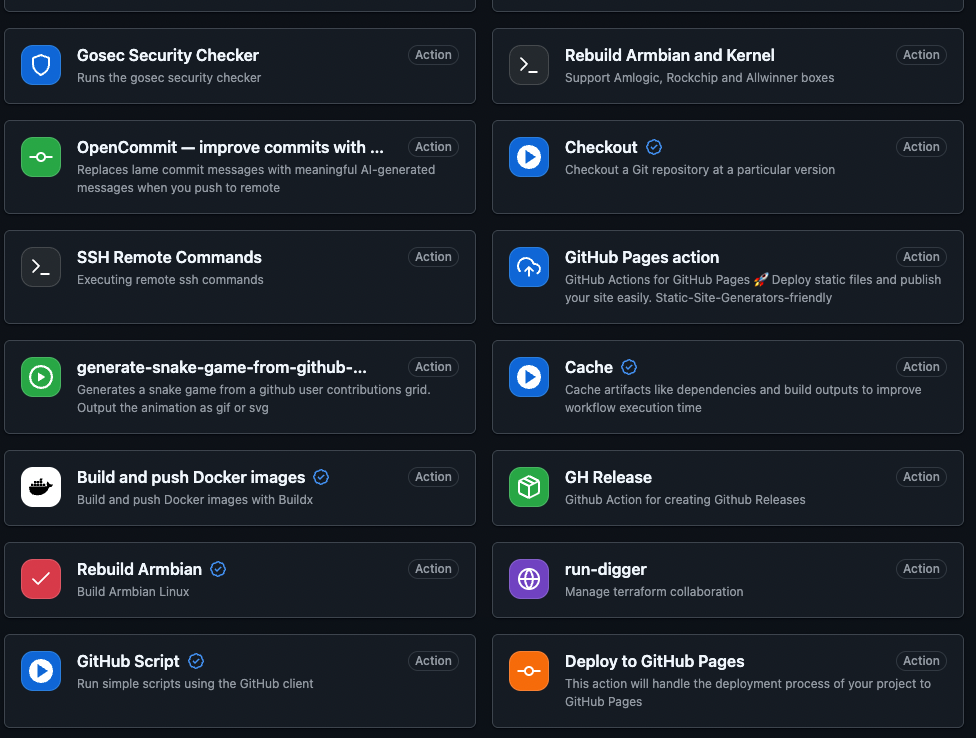 Gosec Security Checker
Action
Runs the gosec security checker
Rebuild Armbian and Kernel
Action
Support Amlogic, Rockchip and Allwinner boxes
OpenCommit — improve commits with ...
Action
Replaces lame commit messages with meaningful AI-generated
messages when you push to remote
Checkout
Action
Checkout a Git repository at a particular version
SSH Remote Commands
Action
Executing remote ssh commands
GitHub Pages action
Action
GitHub Actions for GitHub Pages 🚀 Deploy static files and publish
your site easily. Static-Site-Generators-friendly
generate-snake-game-from-github-...
Action
Generates a snake game from a github user contributions grid.
Output the animation as gif or svg
Cache
Action
Cache artifacts like dependencies and build outputs to improve
workflow execution time
Build and push Docker images
Action
Build and push Docker images with Buildx
GH Release
Action
Github Action for creating Github Releases
Rebuild Armbian
Action
Build Armbian Linux
run-digger
Action
Manage terraform collaboration
GitHub Script
Action
Run simple scripts using the GitHub client
Deploy to GitHub Pages
Action
This action will handle the deployment process of your project to
GitHub Pages